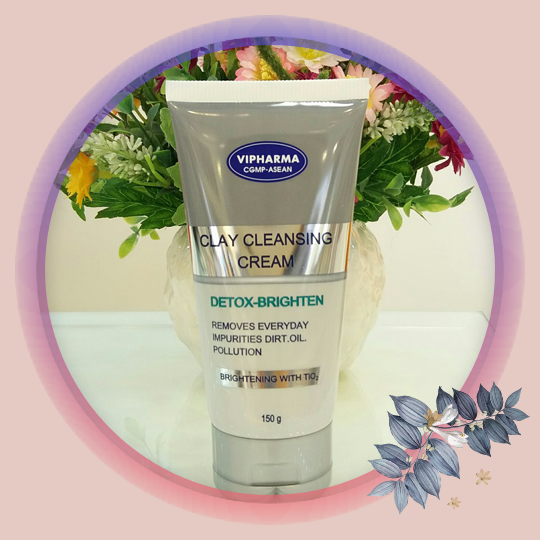 VIPHARMA
CGMP-ASEAN
CLAY CLEANSING
CREAM
DETOX-BRIGHTEN
REMOVES EVERYDAY
IMPURITIES DIRT.OIL.
POLLUTION
BRIGHTENING WITH TiO₂
150 g